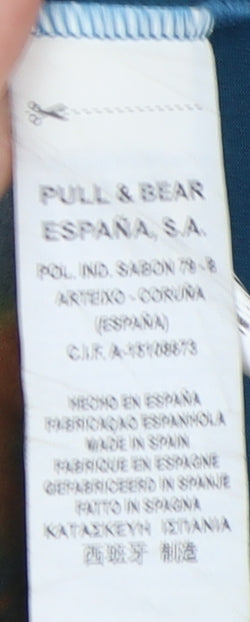 PULL & BEAR
ESPAÑA, S.A.
POL. IND. SABON 79-B
ARTEIXO - CORUÑA
(ESPAÑA)
C.I.F.
HECHO EN ESPAÑA
FABRICAÇAO ESPANHOLA
MADE IN SPAIN
FABRIQUE EN ESPAGNE
GEFABRICEERD IN SPANJE
FATTO IN SPAGNA
ΚΑΤΑΣΚΕΥΗ ΙΣΠΑΝΙΑ
西班牙 制造